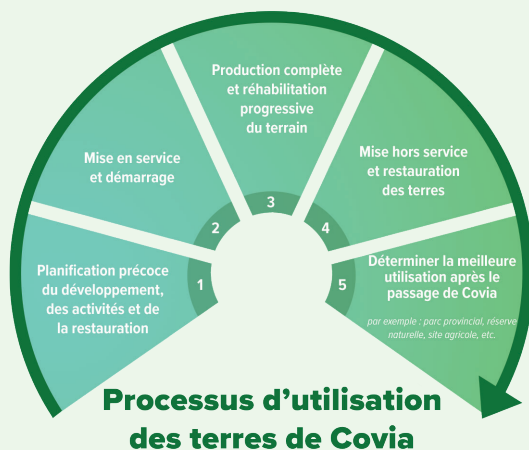 1
Planification précoce
du développement,
des activités et de
la restauration
2
Mise en service
et démarrage
3
Production complète
et réhabilitation
progressive
du terrain
4
Mise hors service
et restauration
des terres
5
Déterminer la meilleure
utilisation après le
passage de Covia
par exemple : parc provincial, réserve
naturelle, site agricole, etc.
Processus d’utilisation
des terres de Covia